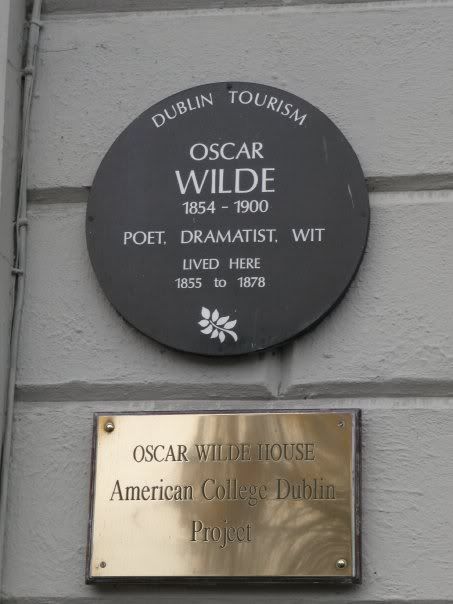 DUBLIN TOURISM
OSCAR
WILDE
1854 - 1900
POET, DRAMATIST, WIT
LIVED HERE
1855 to 1878
OSCAR WILDE HOUSE
American College Dublin
Project